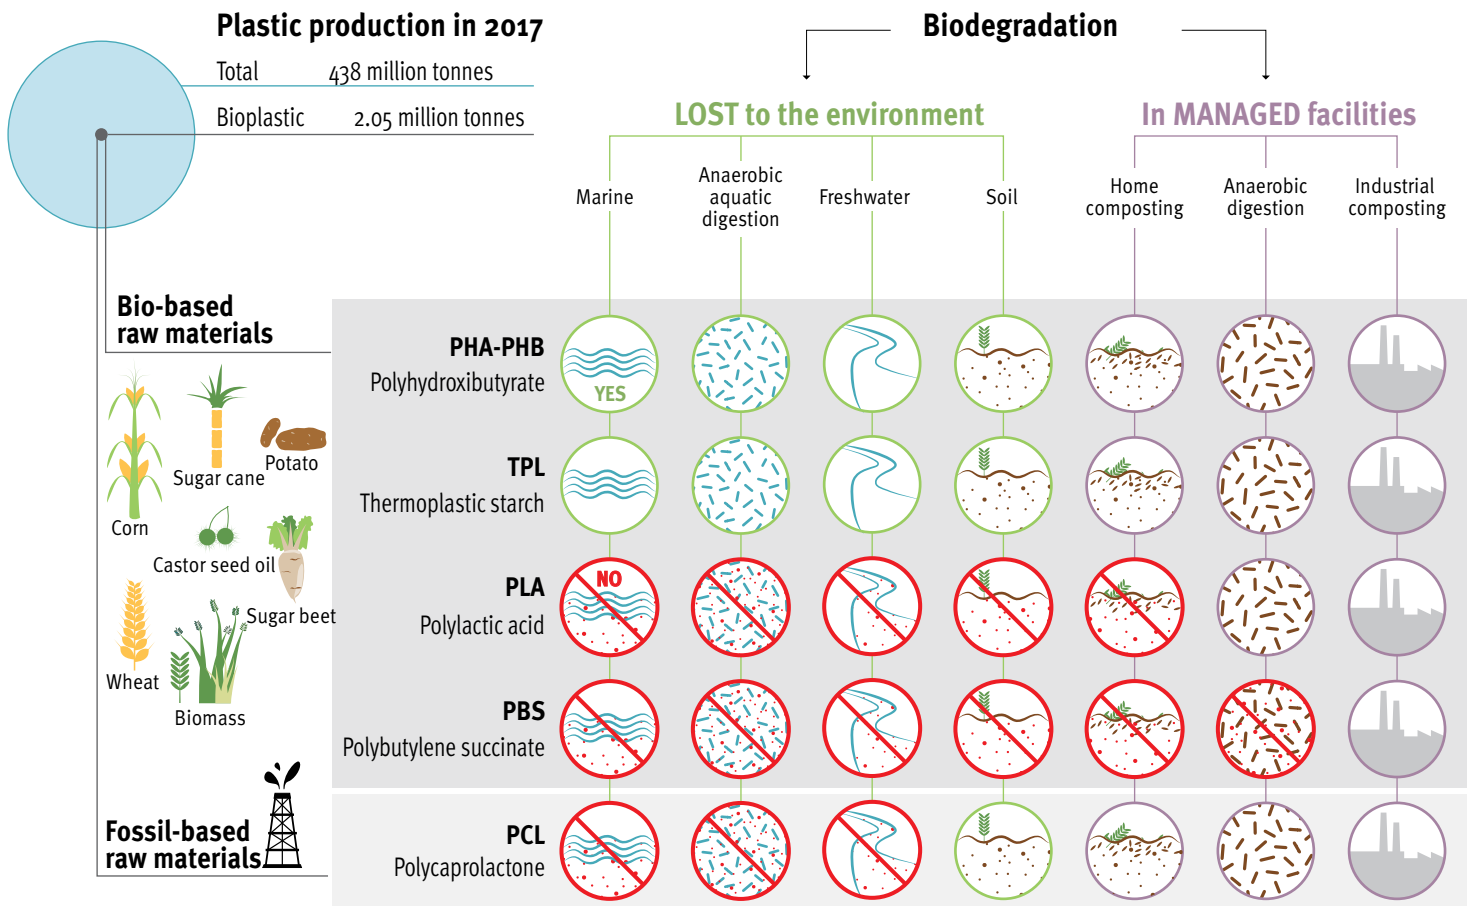 Plastic production in 2017
Total 438 million tonnes
Bioplastic 2.05 million tonnes
Biodegradation
LOST to the environment
In MANAGED facilities
Marine
Anaerobic
aquatic
digestion
Freshwater
Soil
Home
composting
Anaerobic
digestion
Industrial
composting
Bio-based
raw materials
Corn
Sugar cane
Potato
Castor seed oil
Sugar beet
Wheat
Biomass
PHA-PHB
Polyhydroxibutyrate
YES
TPL
Thermoplastic starch
PLA
Polylactic acid
NO
PBS
Polybutylene succinate
Fossil-based
raw materials
PCL
Polycaprolactone